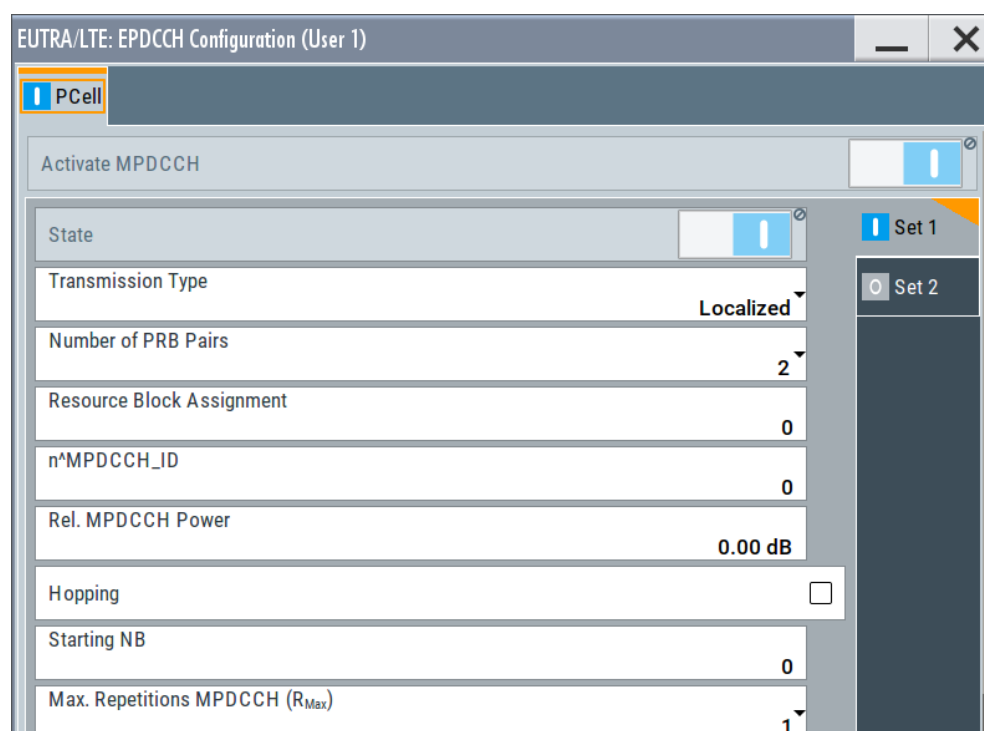 EUTRA/LTE: EPDCCH Configuration (User 1)
PCell
Activate MPDCCH
State
Set 1
Transmission Type
Localized
Set 2
Number of PRB Pairs
2
Resource Block Assignment
0
n^MPDCCH_ID
0
Rel. MPDCCH Power
0.00 dB
Hopping
Starting NB
0
Max. Repetitions MPDCCH (RMax)
1